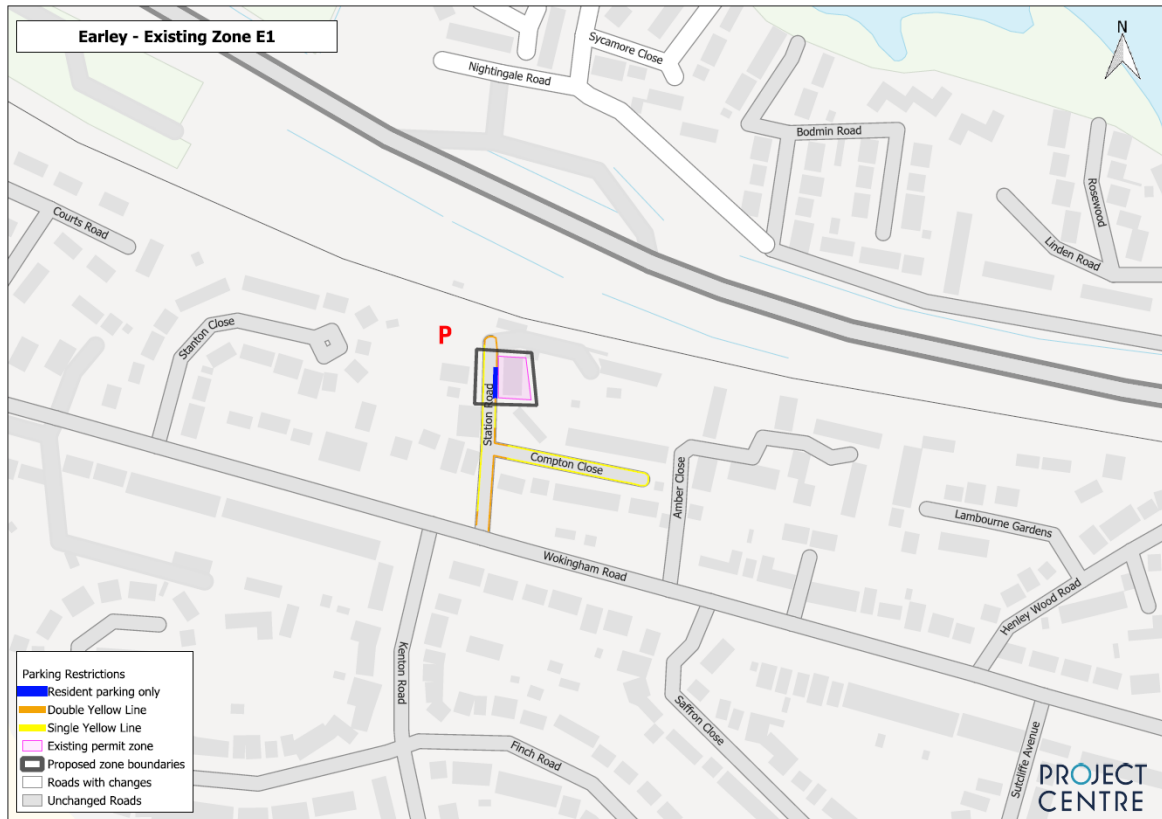 Earley - Existing Zone E1
N
Sycamore Close
Nightingale Road
Bodmin Road
Rosewood
Linden Road
Courts Road
Stanton Close
P
Station Road
Compton Close
Amber Close
Lambourne Gardens
Wokingham Road
Henley Wood Road
Kenton Road
Saffron Close
Finch Road
Sutcliffe Avenue
Parking Restrictions
Resident parking only
Double Yellow Line
Single Yellow Line
Existing permit zone
Proposed zone boundaries
Roads with changes
Unchanged Roads
PROJECT
CENTRE